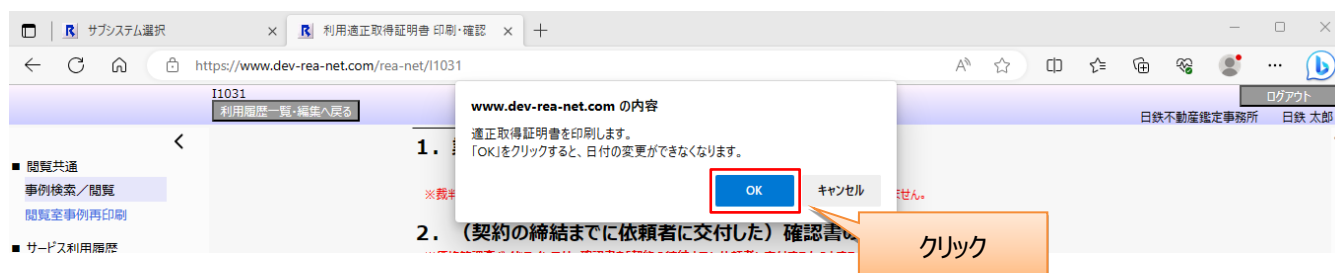 サブシステム選択
利用適正取得証明書 印刷・確認
https://www.dev-rea-net.com/rea-net/I1031
I1031
利用履歴一覧・編集へ戻る
ログアウト
日鉄不動産鑑定事務所 日鉄 太郎
www.dev-rea-net.com の内容
適正取得証明書を印刷します。
「OK」をクリックすると、日付の変更ができなくなります。
OK キャンセル
■ 閲覧共通
事例検索／閲覧
閲覧室事例再印刷
■ サービス利用履歴
1.
※裁判 せん。
2. （契約の締結までに依頼者に交付した）確認書の
クリック